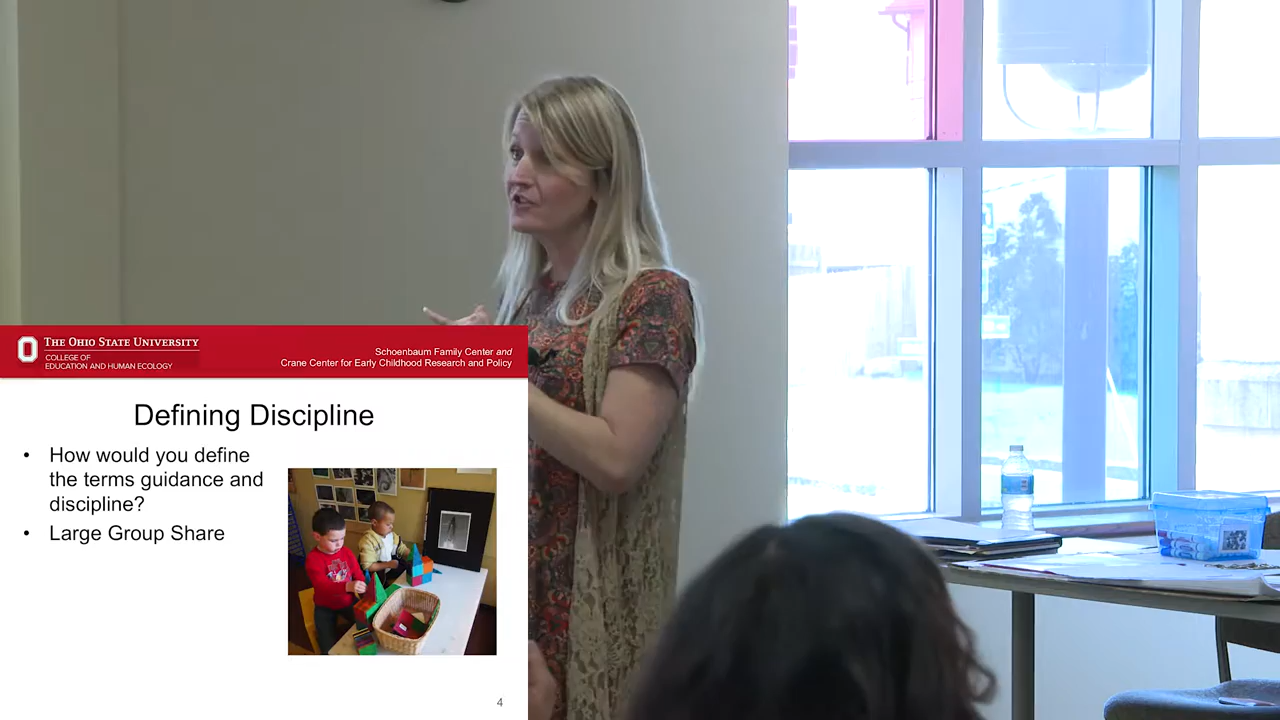 THE OHIO STATE UNIVERSITY
COLLEGE OF
EDUCATION AND HUMAN ECOLOGY
Schoenbaum Family Center and
Crane Center for Early Childhood Research and Policy
Defining Discipline
• How would you define
the terms guidance and
discipline?
• Large Group Share
4